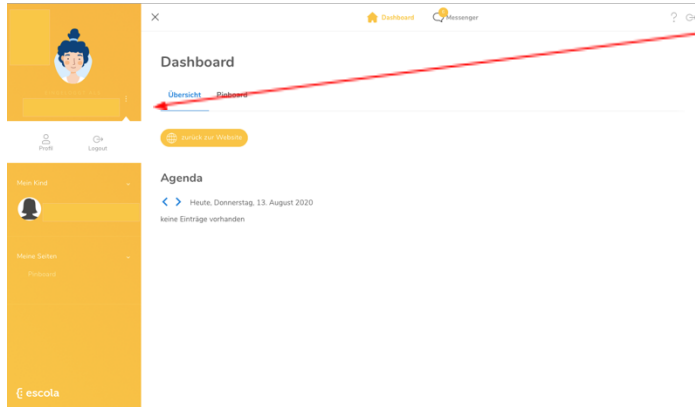 Dashboard
Messenger
?
Dashboard
Übersicht
Pinboard
zurück zur Website
Profil
Logout
Agenda
Mein Kind
Heute, Donnerstag, 13. August 2020
keine Einträge vorhanden
Meine Seiten
Pinboard
escola